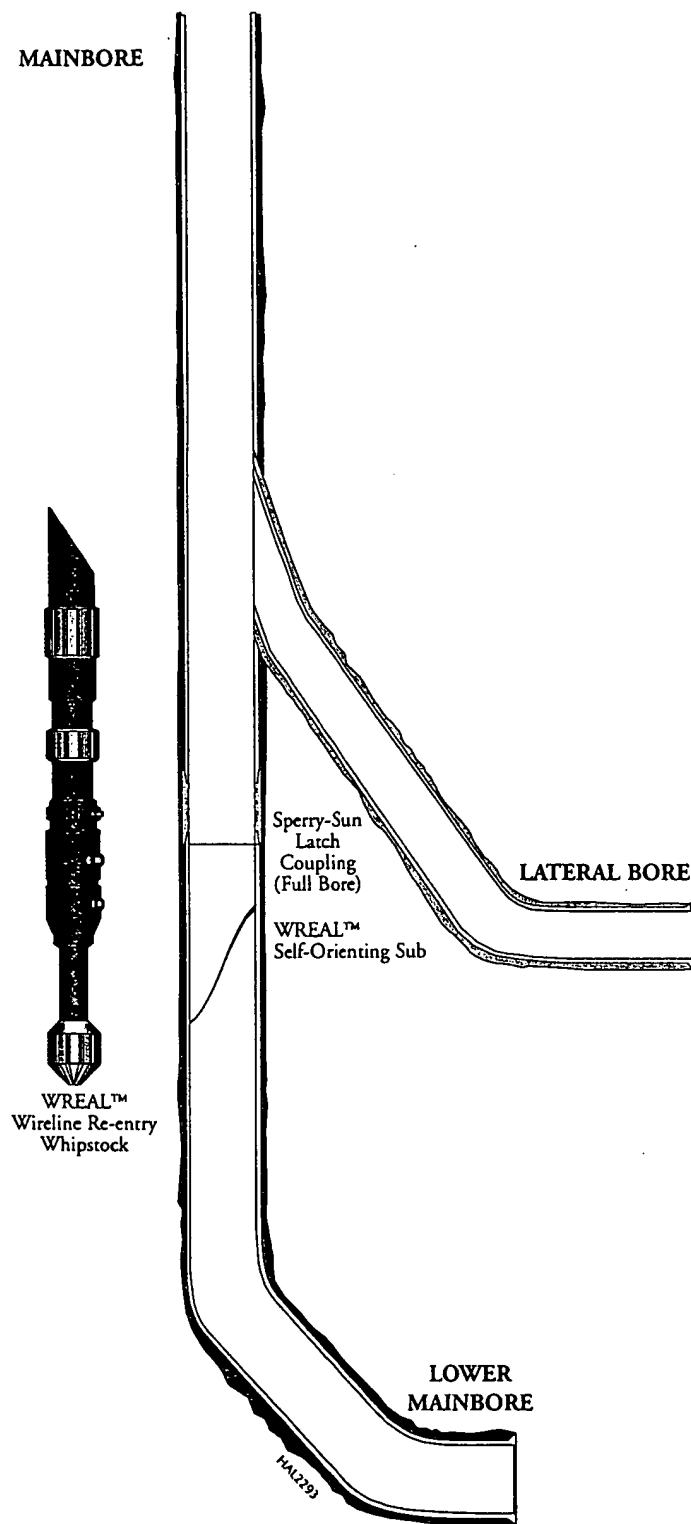 MAINBORE
Sperry-Sun
Latch
Coupling
(Full Bore)
LATERAL BORE
WREAL™
Self-Orienting Sub
WREAL™
Wireline Re-entry
Whipstock
LOWER
MAINBORE
HAL2293